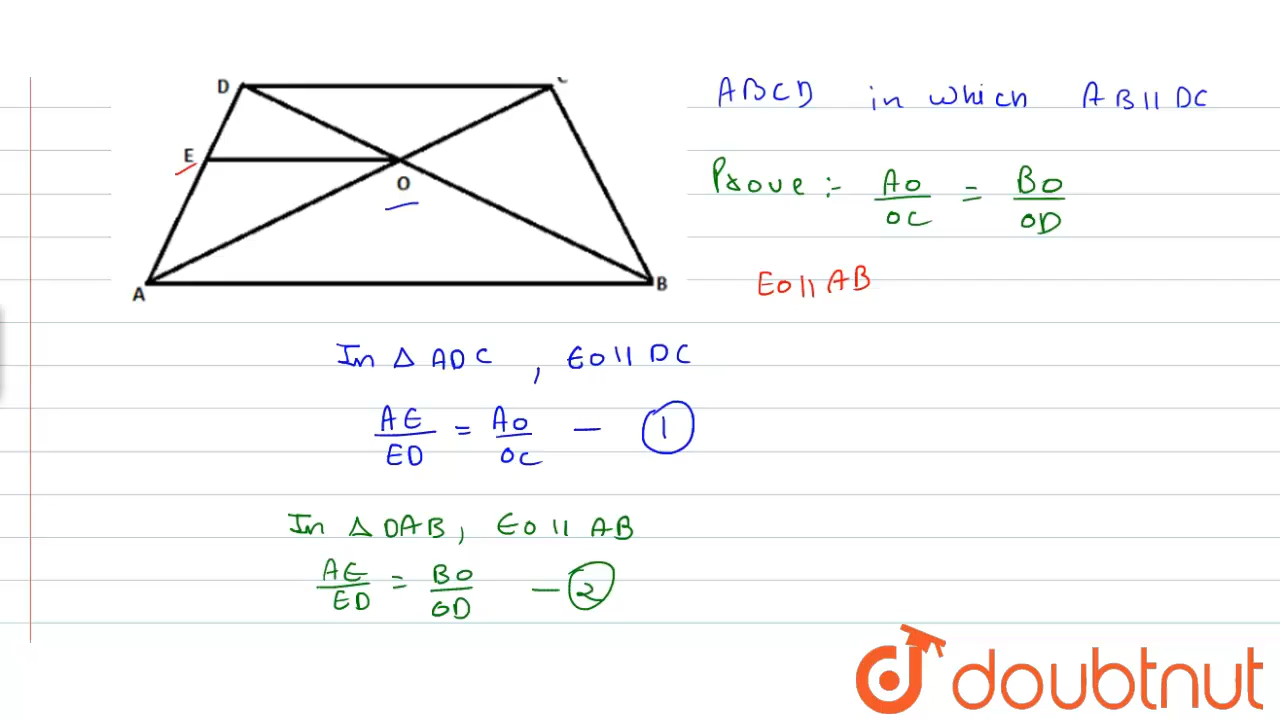 ABCD in which AB || DC
Prove :- AO/OC = BO/OD
EO || AB
D
E
O
A
B
In Δ ADC, EO || DC
AE/ED = AO/OC — 1
In Δ DAB, EO || AB
AE/ED = BO/OD — 2
doubtnut